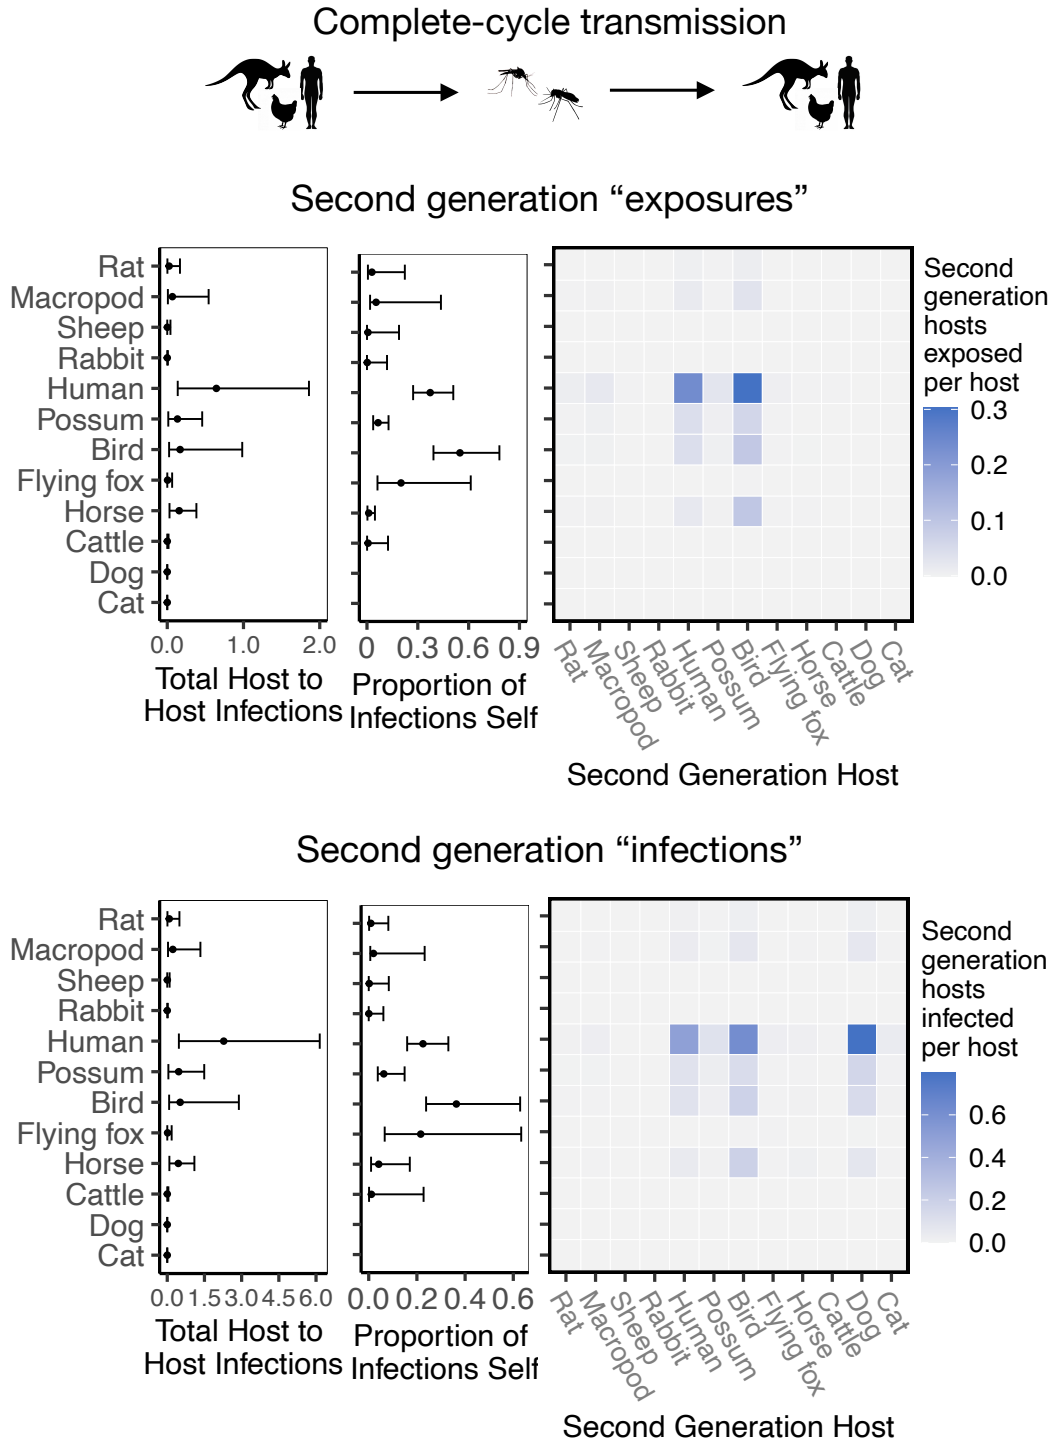 Complete-cycle transmission
Second generation “exposures”
Rat
Macropod
Sheep
Rabbit
Human
Possum
Bird
Flying fox
Horse
Cattle
Dog
Cat
0.0 1.0 2.0
Total Host to
Host Infections
0 0.3 0.6 0.9
Proportion of
Infections Self
Rat
Macropod
Sheep
Rabbit
Human
Possum
Bird
Flying fox
Horse
Cattle
Dog
Cat
Second Generation Host
Second
generation
hosts
exposed
per host
0.3
0.2
0.1
0.0
Second generation “infections”
Rat
Macropod
Sheep
Rabbit
Human
Possum
Bird
Flying fox
Horse
Cattle
Dog
Cat
0.0 1.5 3.0 4.5 6.0
Total Host to
Host Infections
0.0 0.2 0.4 0.6
Proportion of
Infections Self
Rat
Macropod
Sheep
Rabbit
Human
Possum
Bird
Flying fox
Horse
Cattle
Dog
Cat
Second Generation Host
Second
generation
hosts
infected
per host
0.6
0.4
0.2
0.0